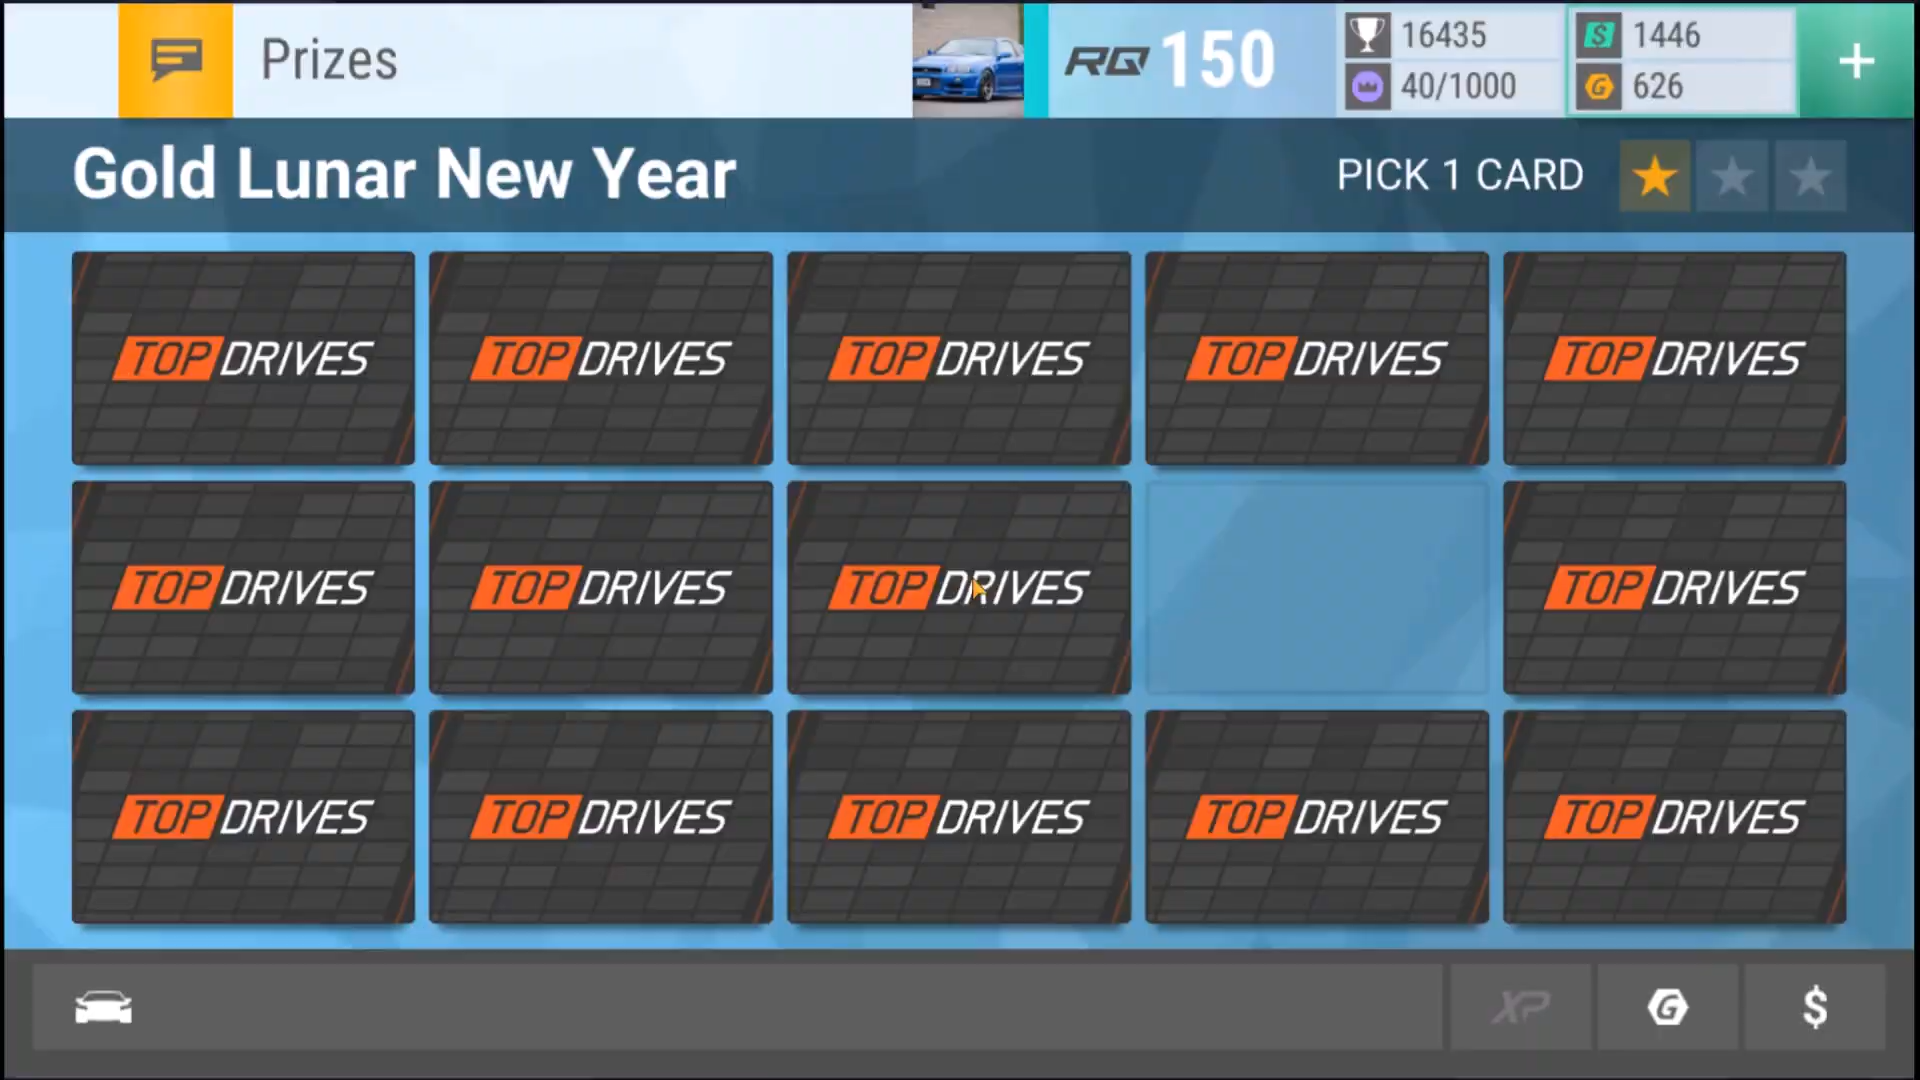 Prizes
RQ 150
16435
40/1000
1446
G 626
+
Gold Lunar New Year
PICK 1 CARD
TOP DRIVES TOP DRIVES TOP DRIVES TOP DRIVES TOP DRIVES
TOP DRIVES TOP DRIVES TOP DRIVES TOP DRIVES
TOP DRIVES TOP DRIVES TOP DRIVES TOP DRIVES TOP DRIVES
XP G $